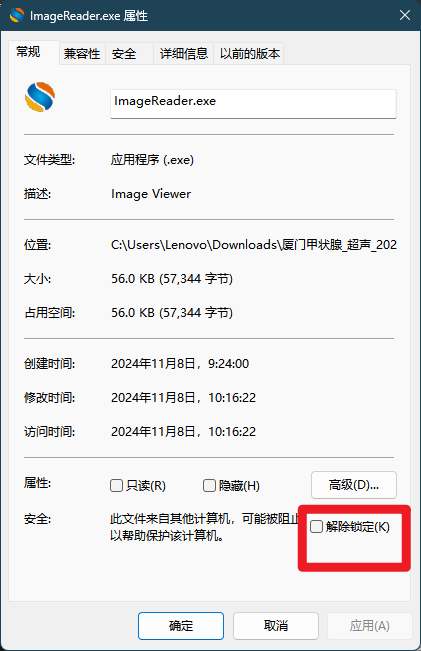 ImageReader.exe 属性
常规 兼容性 安全 详细信息 以前的版本
ImageReader.exe
文件类型: 应用程序 (.exe)
描述: Image Viewer
位置: C:\Users\Lenovo\Downloads\厦门甲状腺_超声_202
大小: 56.0 KB (57,344 字节)
占用空间: 56.0 KB (57,344 字节)
创建时间: 2024年11月8日，9:24:00
修改时间: 2024年11月8日，10:16:22
访问时间: 2024年11月8日，10:16:22
属性: 只读(R) 隐藏(H) 高级(D)...
安全: 此文件来自其他计算机，可能被阻止 解除锁定(K)
以帮助保护该计算机。
确定 取消 应用(A)